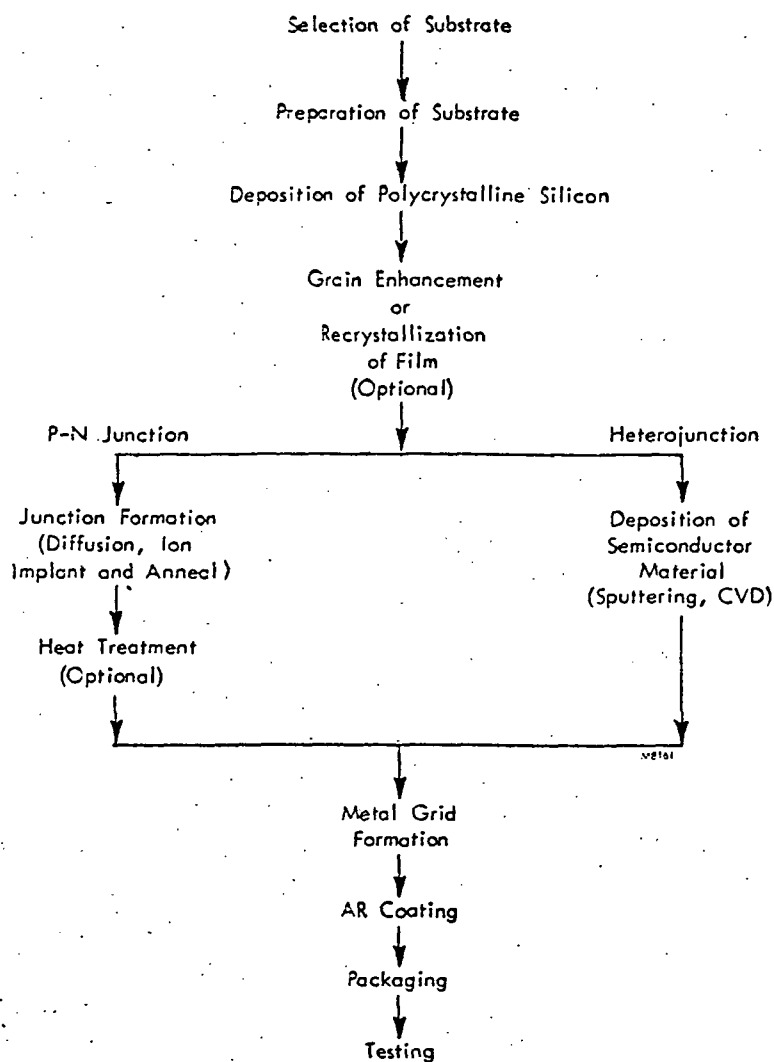 Selection of Substrate
Preparation of Substrate
Deposition of Polycrystalline Silicon
Grain Enhancement
or
Recrystallization
of Film
(Optional)
P-N Junction
Heterojunction
Junction Formation
(Diffusion, Ion
Implant and Anneal)
Deposition of
Semiconductor
Material
(Sputtering, CVD)
Heat Treatment
(Optional)
Metal Grid
Formation
AR Coating
Packaging
Testing